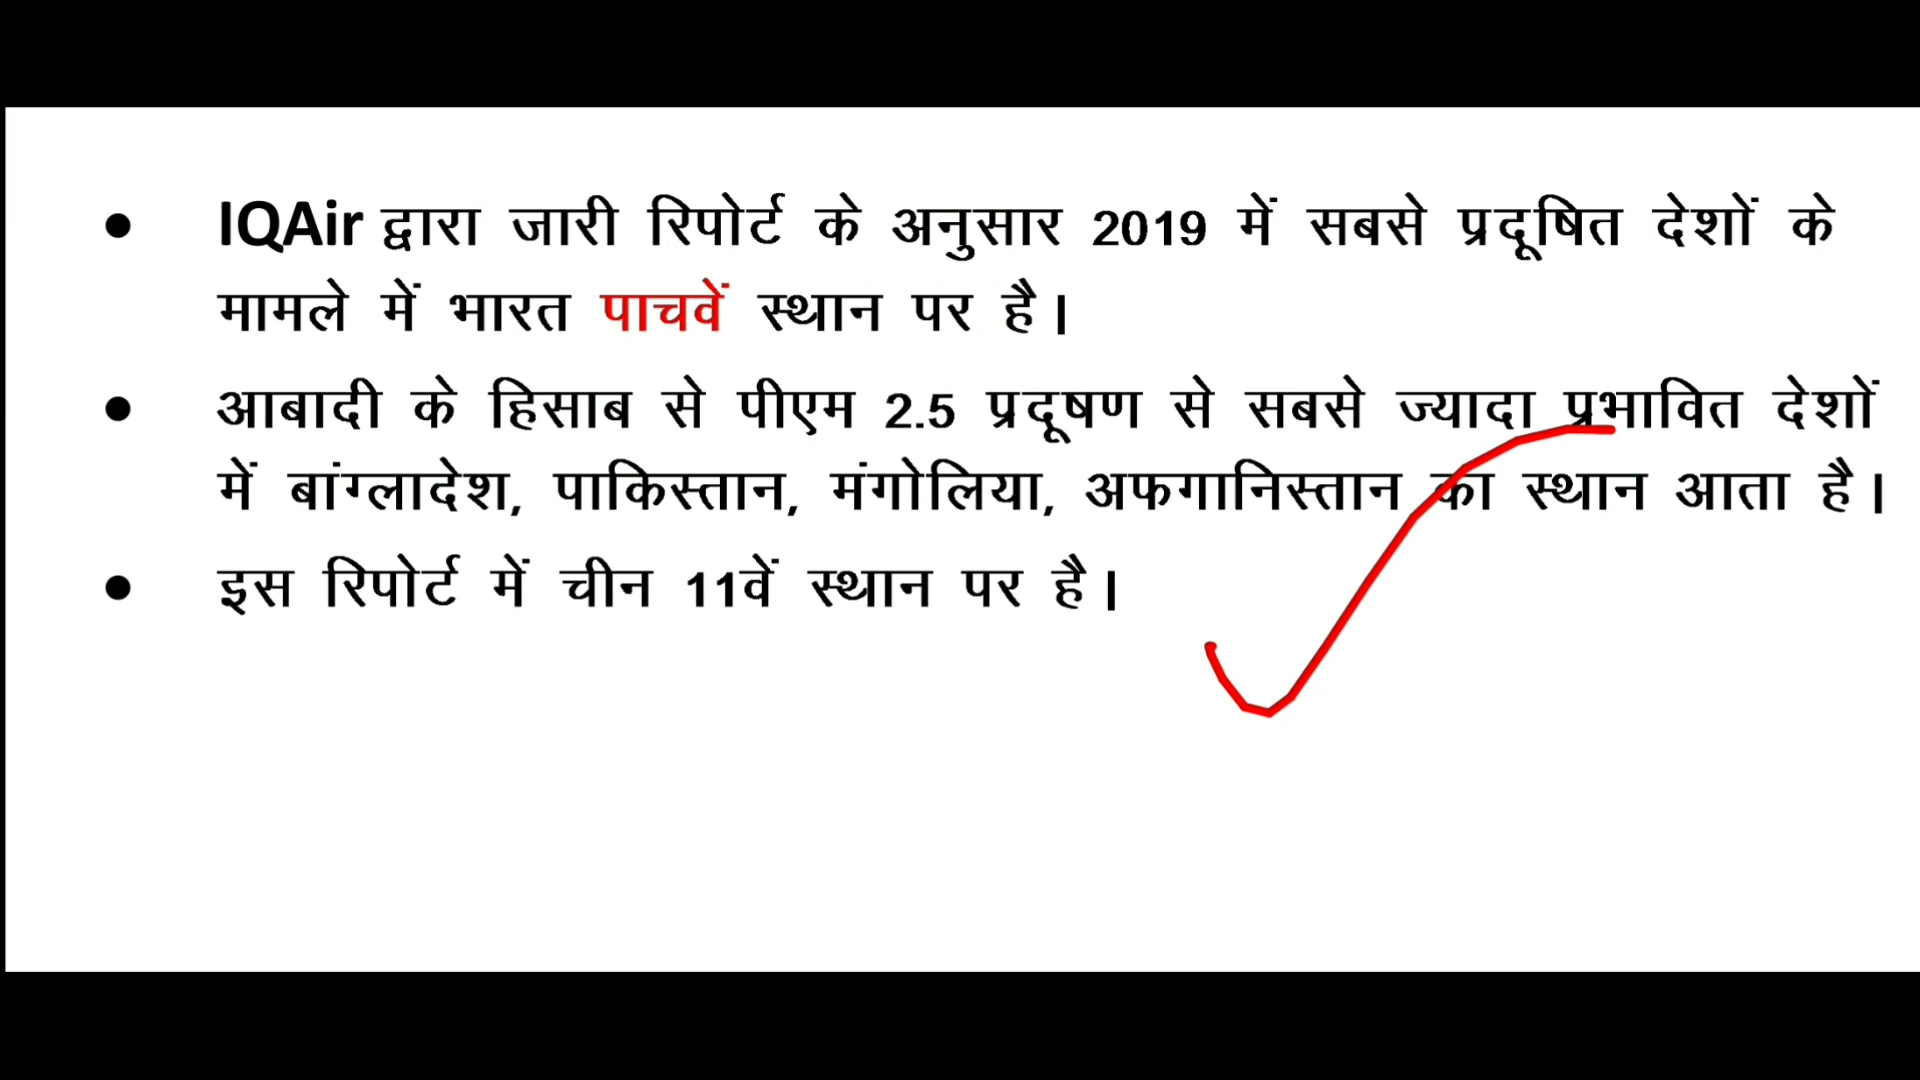 IQAir द्वारा जारी रिपोर्ट के अनुसार 2019 में सबसे प्रदूषित देशों के
मामले में भारत पाचवें स्थान पर है।
आबादी के हिसाब से पीएम 2.5 प्रदूषण से सबसे ज्यादा प्रभावित देशों
में बांग्लादेश, पाकिस्तान, मंगोलिया, अफगानिस्तान का स्थान आता है।
इस रिपोर्ट में चीन 11वें स्थान पर है।